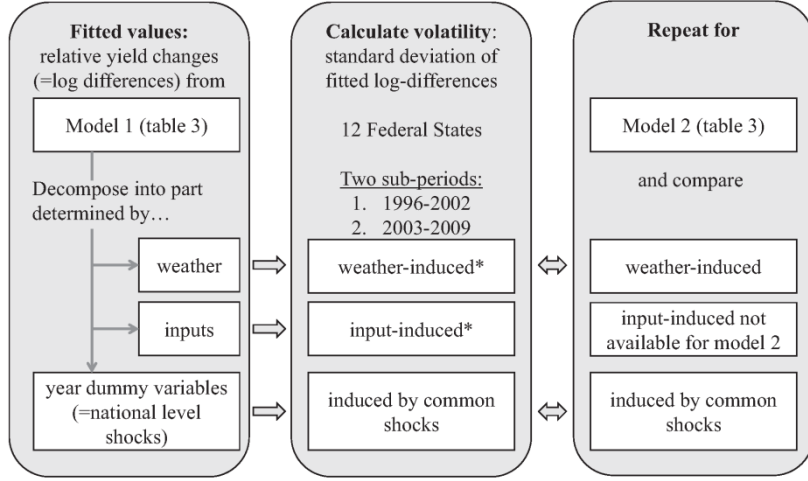 Fitted values:
relative yield changes
(=log differences) from
Model 1 (table 3)
Decompose into part
determined by…
weather
inputs
year dummy variables
(=national level
shocks)
Calculate volatility:
standard deviation of
fitted log-differences
12 Federal States
Two sub-periods:
1. 1996-2002
2. 2003-2009
weather-induced*
input-induced*
induced by common
shocks
Repeat for
Model 2 (table 3)
and compare
weather-induced
input-induced not
available for model 2
induced by common
shocks